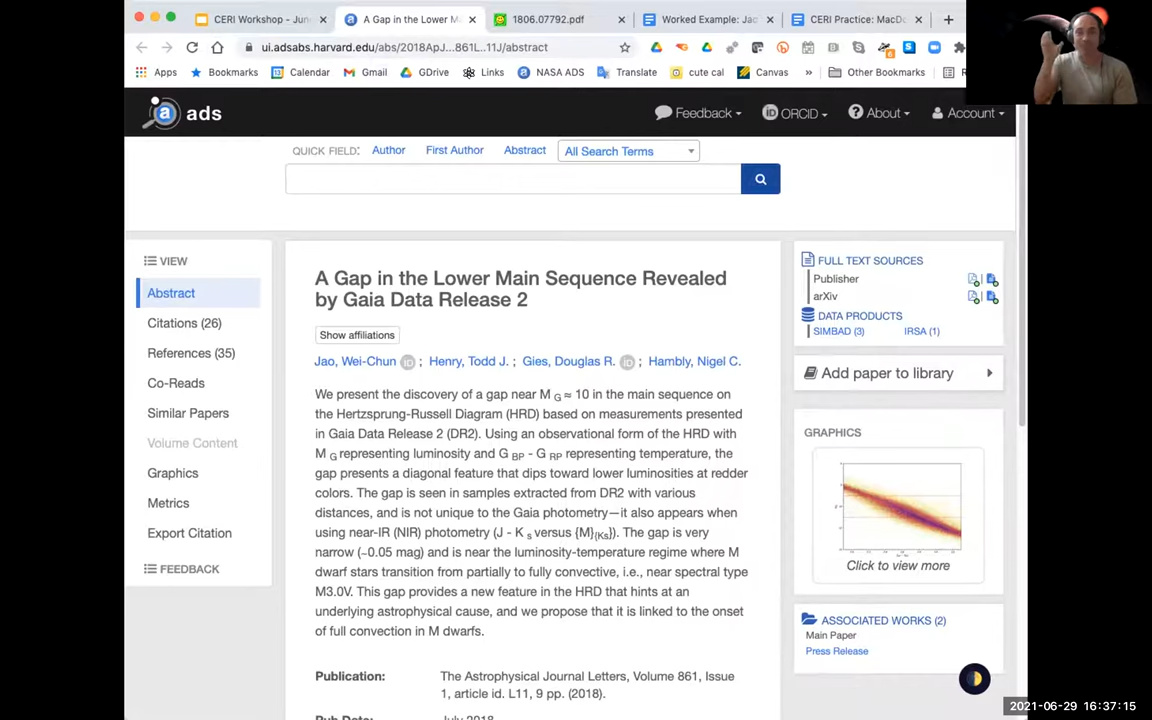 CERI Workshop - Jun
A Gap in the Lower M
1806.07792.pdf
Worked Example: Jac
CERI Practice: MacDo
ui.adsabs.harvard.edu/abs/2018ApJ...861L..11J/abstract
Apps
Bookmarks
Calendar
Gmail
GDrive
Links
NASA ADS
Translate
cute cal
Canvas
»
Other Bookmarks
ads
Feedback
ORCID
About
Account
QUICK FIELD:
Author
First Author
Abstract
All Search Terms
VIEW
Abstract
Citations (26)
References (35)
Co-Reads
Similar Papers
Volume Content
Graphics
Metrics
Export Citation
FEEDBACK
A Gap in the Lower Main Sequence Revealed
by Gaia Data Release 2
Show affiliations
Jao, Wei-Chun iD ; Henry, Todd J. ; Gies, Douglas R. iD ; Hambly, Nigel C.
We present the discovery of a gap near M G ≈ 10 in the main sequence on
the Hertzsprung-Russell Diagram (HRD) based on measurements presented
in Gaia Data Release 2 (DR2). Using an observational form of the HRD with
M G representing luminosity and G BP - G RP representing temperature, the
gap presents a diagonal feature that dips toward lower luminosities at redder
colors. The gap is seen in samples extracted from DR2 with various
distances, and is not unique to the Gaia photometry—it also appears when
using near-IR (NIR) photometry (J - K s versus {M}{Ks}). The gap is very
narrow (~0.05 mag) and is near the luminosity-temperature regime where M
dwarf stars transition from partially to fully convective, i.e., near spectral type
M3.0V. This gap provides a new feature in the HRD that hints at an
underlying astrophysical cause, and we propose that it is linked to the onset
of full convection in M dwarfs.
Publication:
The Astrophysical Journal Letters, Volume 861, Issue
1, article id. L11, 9 pp. (2018).
Pub Date:
July 2018
FULL TEXT SOURCES
Publisher
arXiv
DATA PRODUCTS
SIMBAD (3)
IRSA (1)
Add paper to library
GRAPHICS
Click to view more
ASSOCIATED WORKS (2)
Main Paper
Press Release
2021-06-29 16:37:15